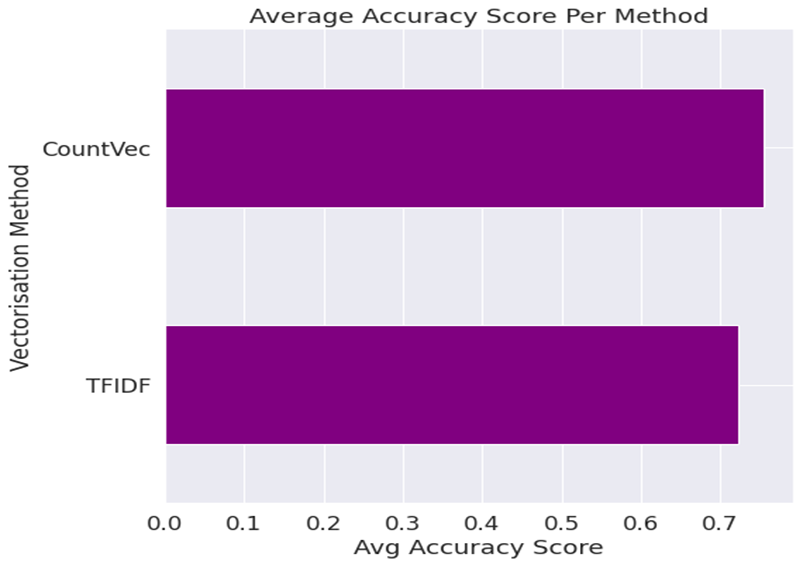 Average Accuracy Score Per Method
Vectorisation Method
CountVec
TFIDF
0.0 0.1 0.2 0.3 0.4 0.5 0.6 0.7
Avg Accuracy Score